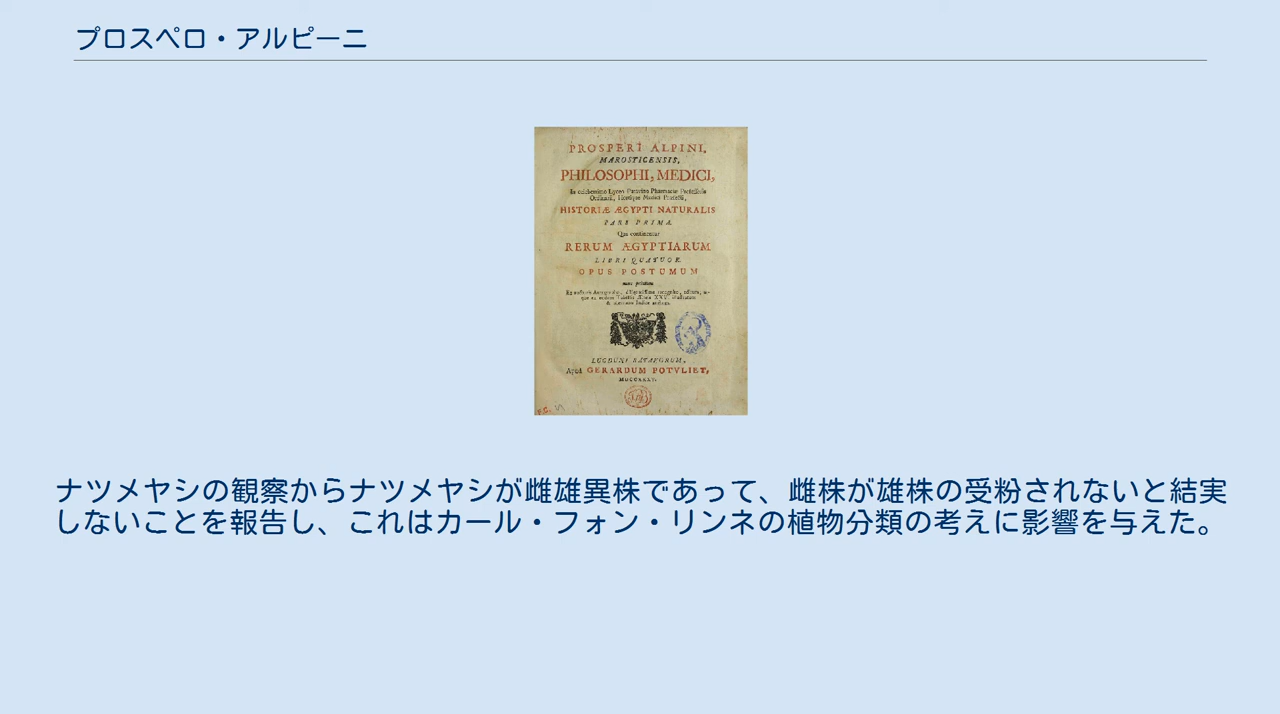 プロスペロ・アルピーニ
PROSPERI ALPINI,
MAROSTICENSIS,
PHILOSOPHI, MEDICI,
HISTORIÆ ÆGYPTI NATURALIS
PARS PRIMA.
Qua continentur
RERUM ÆGYPTIARUM
LIBRI QUATUOR.
OPUS POSTUMUM
LUGDUNI BATAVORUM,
Apud GERARDUM POTVLIET,
ナツメヤシの観察からナツメヤシが雌雄異株であって、雌株が雄株の受粉されないと結実
しないことを報告し、これはカール・フォン・リンネの植物分類の考えに影響を与えた。